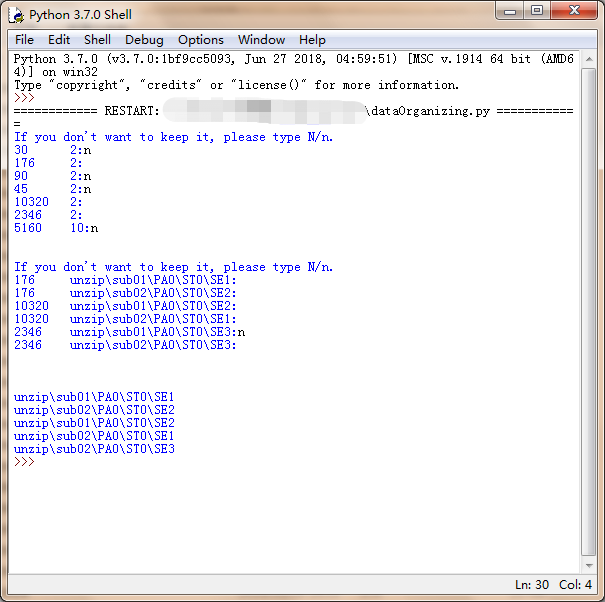 Python 3.7.0 Shell
File Edit Shell Debug Options Window Help
Python 3.7.0 (v3.7.0:1bf9cc5093, Jun 27 2018, 04:59:51) [MSC v.1914 64 bit (AMD6
4)] on win32
Type "copyright", "credits" or "license()" for more information.
>>>
============ RESTART: \dataOrganizing.py ===========
=
If you don't want to keep it, please type N/n.
30 2:n
176 2:
90 2:n
45 2:n
10320 2:
2346 2:
5160 10:n
If you don't want to keep it, please type N/n.
176 unzip\sub01\PA0\ST0\SE1:
176 unzip\sub02\PA0\ST0\SE2:
10320 unzip\sub01\PA0\ST0\SE2:
10320 unzip\sub02\PA0\ST0\SE1:
2346 unzip\sub01\PA0\ST0\SE3:n
2346 unzip\sub02\PA0\ST0\SE3:
unzip\sub01\PA0\ST0\SE1
unzip\sub02\PA0\ST0\SE2
unzip\sub01\PA0\ST0\SE2
unzip\sub02\PA0\ST0\SE1
unzip\sub02\PA0\ST0\SE3
>>>
Ln: 30 Col: 4